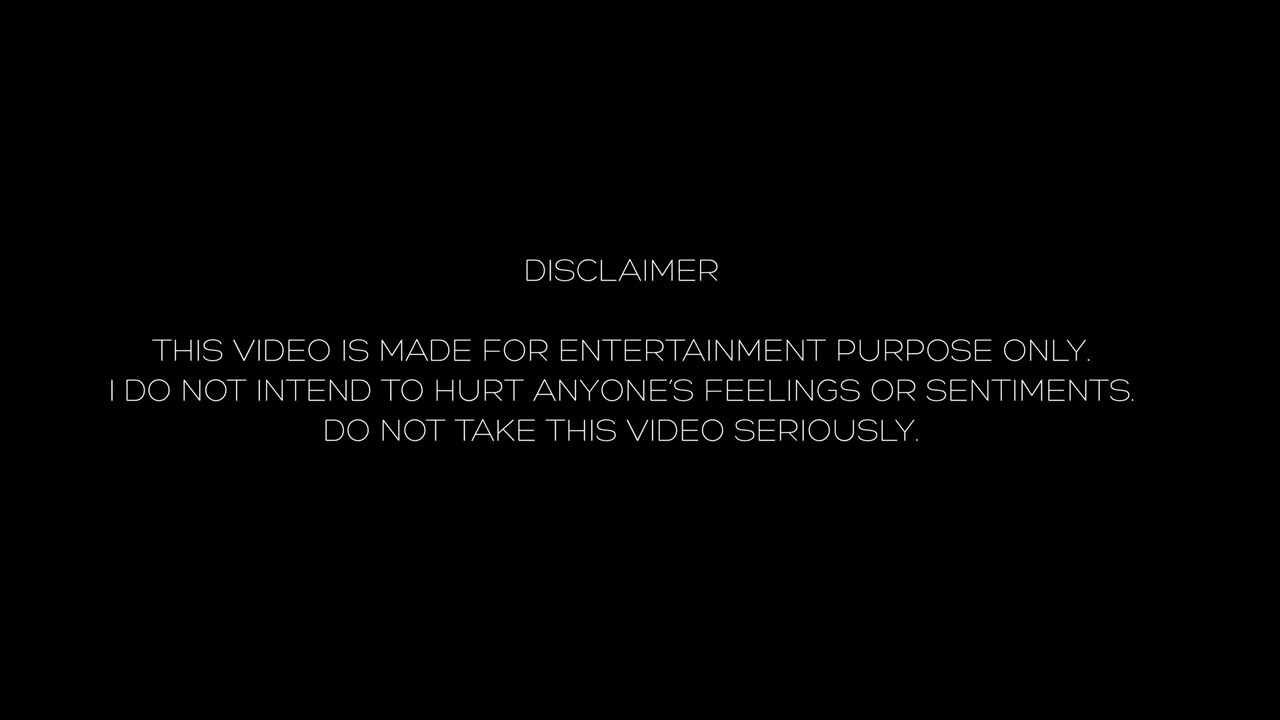 DISCLAIMER
THIS VIDEO IS MADE FOR ENTERTAINMENT PURPOSE ONLY.
I DO NOT INTEND TO HURT ANYONE'S FEELINGS OR SENTIMENTS.
DO NOT TAKE THIS VIDEO SERIOUSLY.